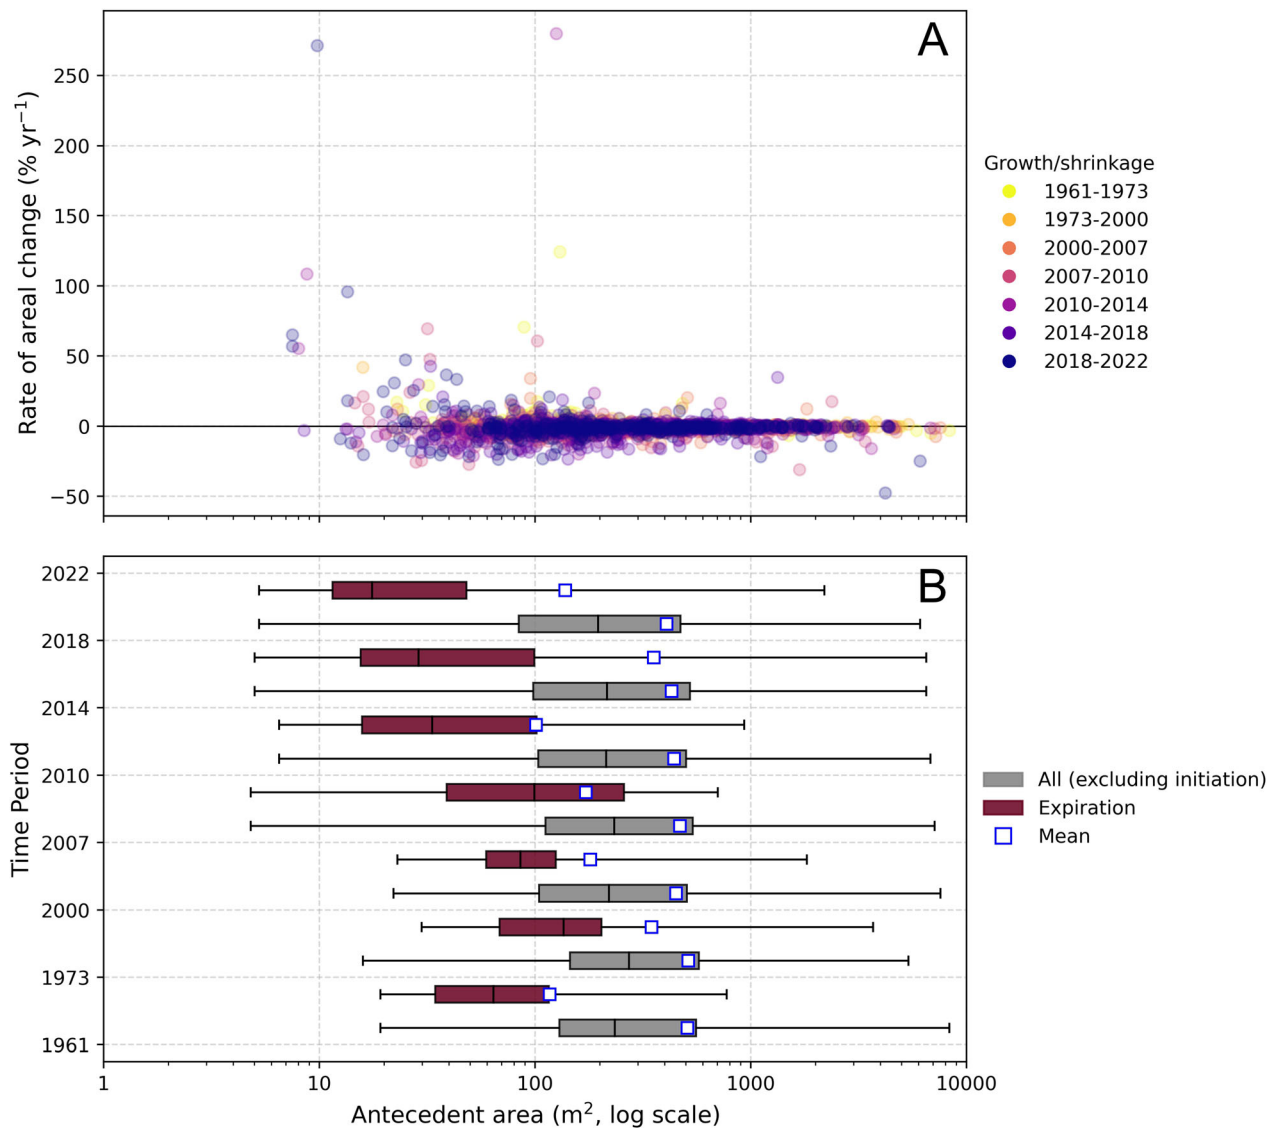 A
Rate of areal change (% yr⁻¹)
250
200
150
100
50
0
−50
Growth/shrinkage
1961-1973
1973-2000
2000-2007
2007-2010
2010-2014
2014-2018
2018-2022
B
Time Period
2022
2018
2014
2010
2007
2000
1973
1961
All (excluding initiation)
Expiration
Mean
1 10 100 1000 10000
Antecedent area (m², log scale)